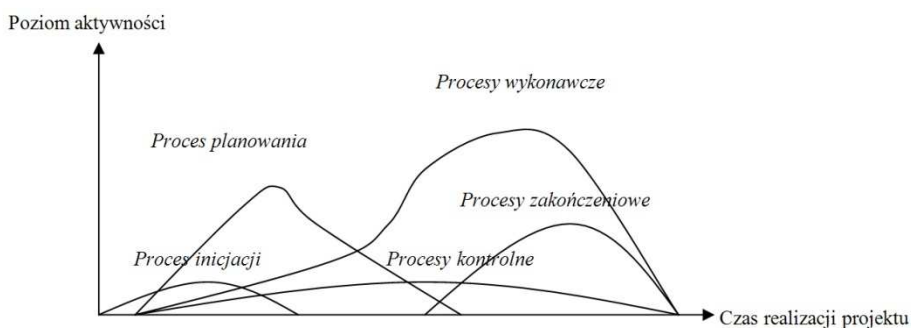 Poziom aktywności
Procesy wykonawcze
Proces planowania
Procesy zakończeniowe
Proces inicjacji
Procesy kontrolne
Czas realizacji projektu